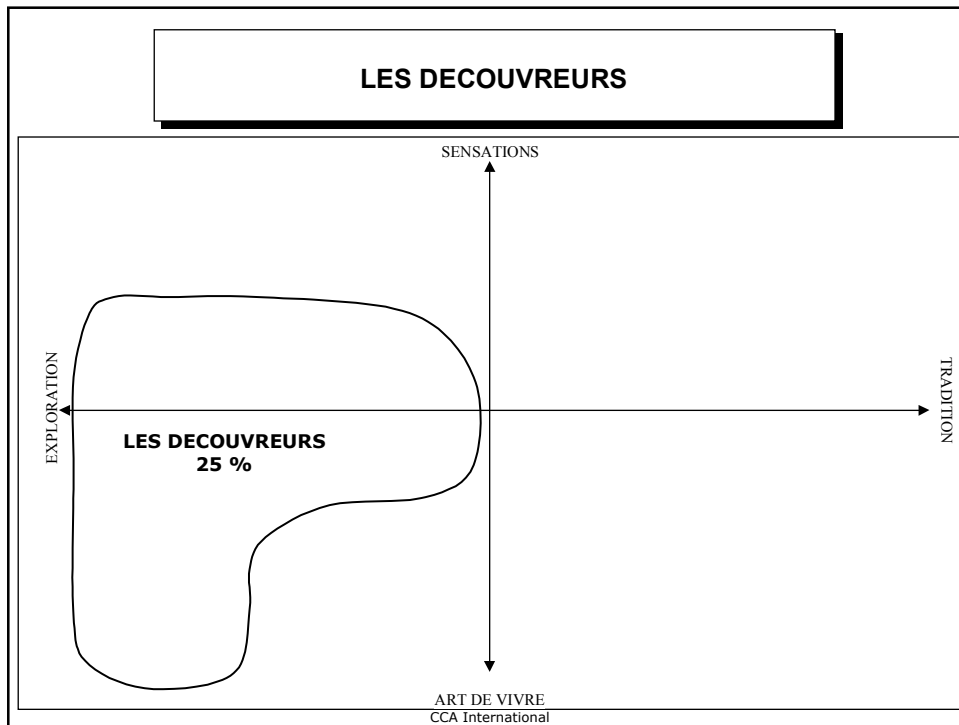 LES DECOUVREURS
SENSATIONS
EXPLORATION
TRADITION
LES DECOUVREURS
25 %
ART DE VIVRE
CCA International